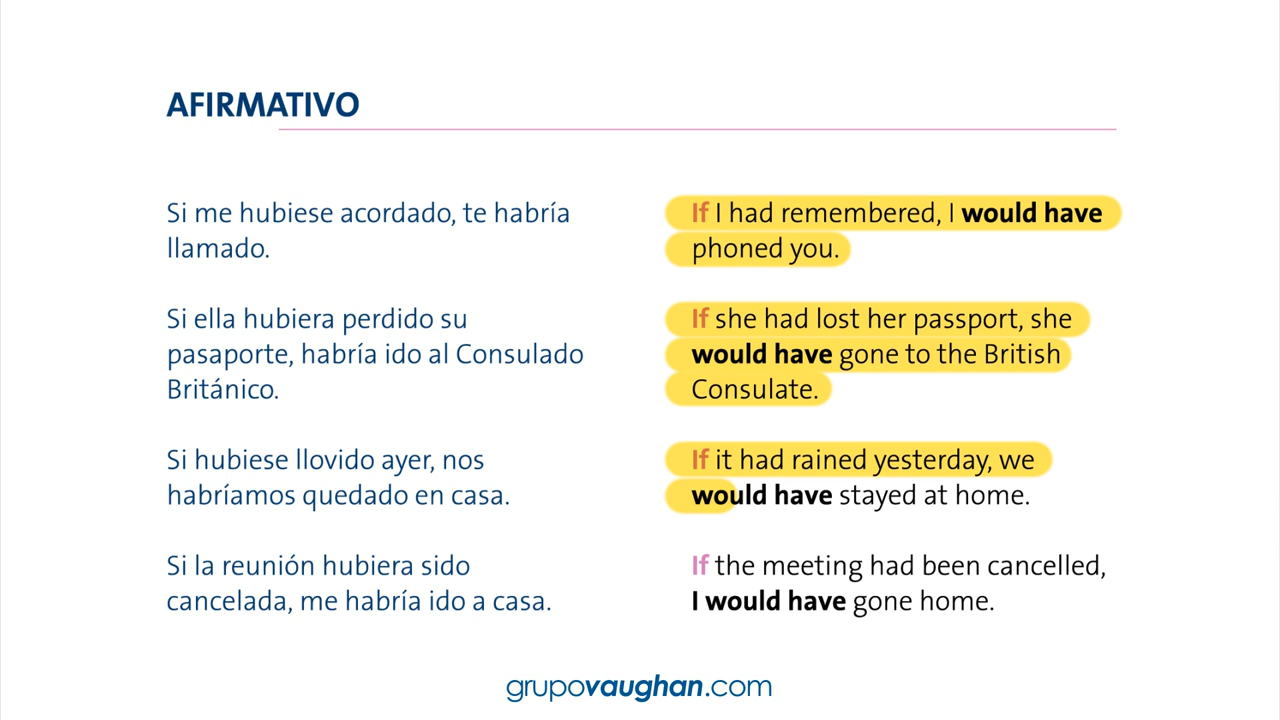 AFIRMATIVO
Si me hubiese acordado, te habría
llamado.
If I had remembered, I would have
phoned you.
Si ella hubiera perdido su
pasaporte, habría ido al Consulado
Británico.
If she had lost her passport, she
would have gone to the British
Consulate.
Si hubiese llovido ayer, nos
habríamos quedado en casa.
If it had rained yesterday, we
would have stayed at home.
Si la reunión hubiera sido
cancelada, me habría ido a casa.
If the meeting had been cancelled,
I would have gone home.
grupovaughan.com